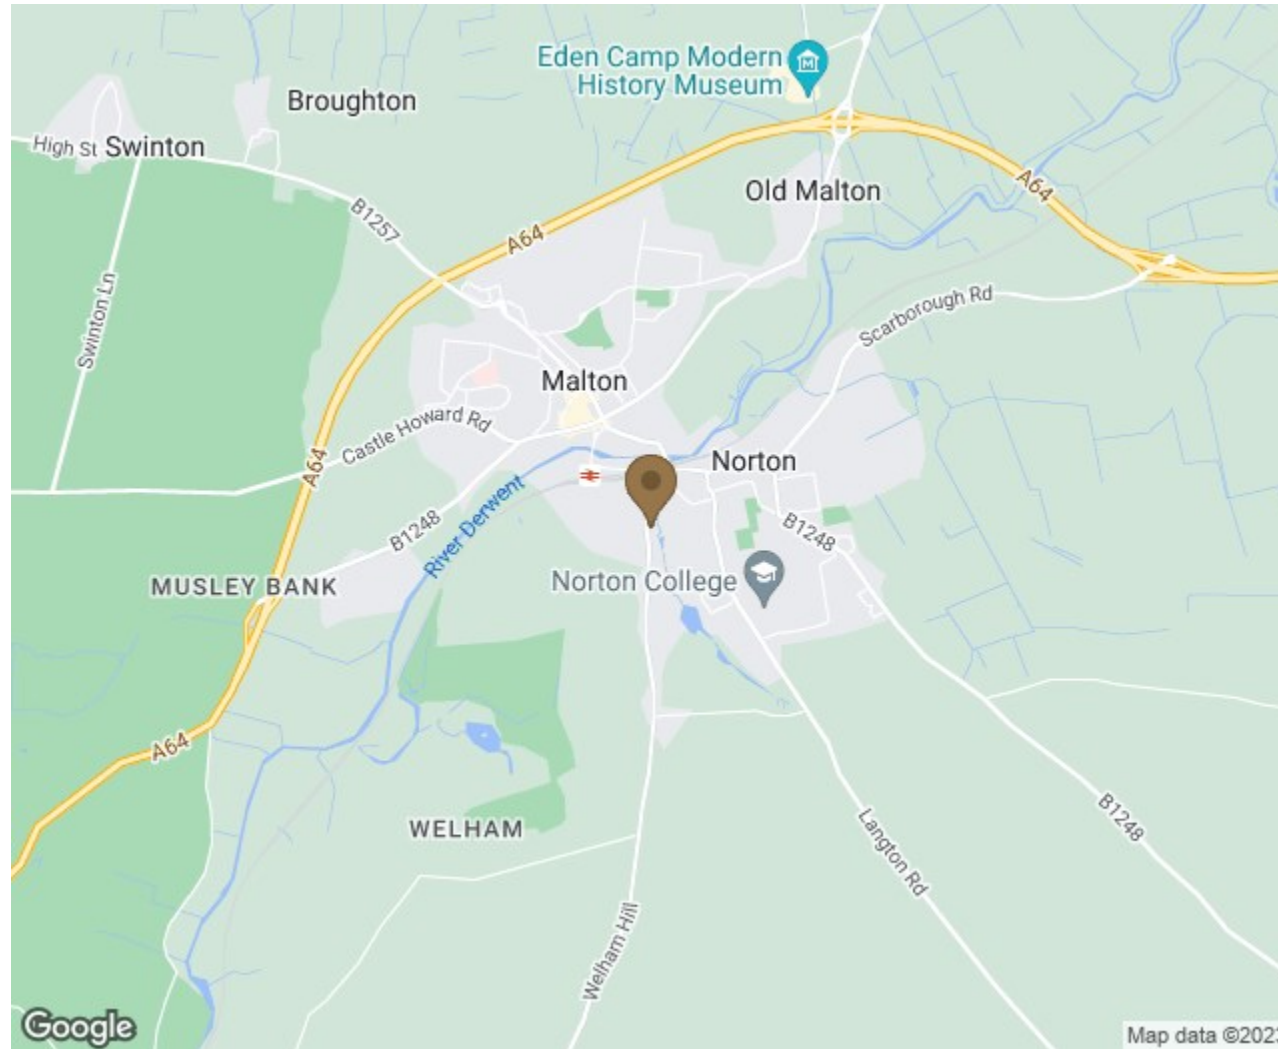 Eden Camp Modern
History Museum
Broughton
High St
Swinton
A64
Old Malton
B1257
A64
Swinton Ln
Scarborough Rd
Malton
Castle Howard Rd
A64
Norton
River Derwent
B1248
B1248
Norton College
MUSLEY BANK
A64
WELHAM
B1248
Langton Rd
Welham Hill
Google
Map data ©202